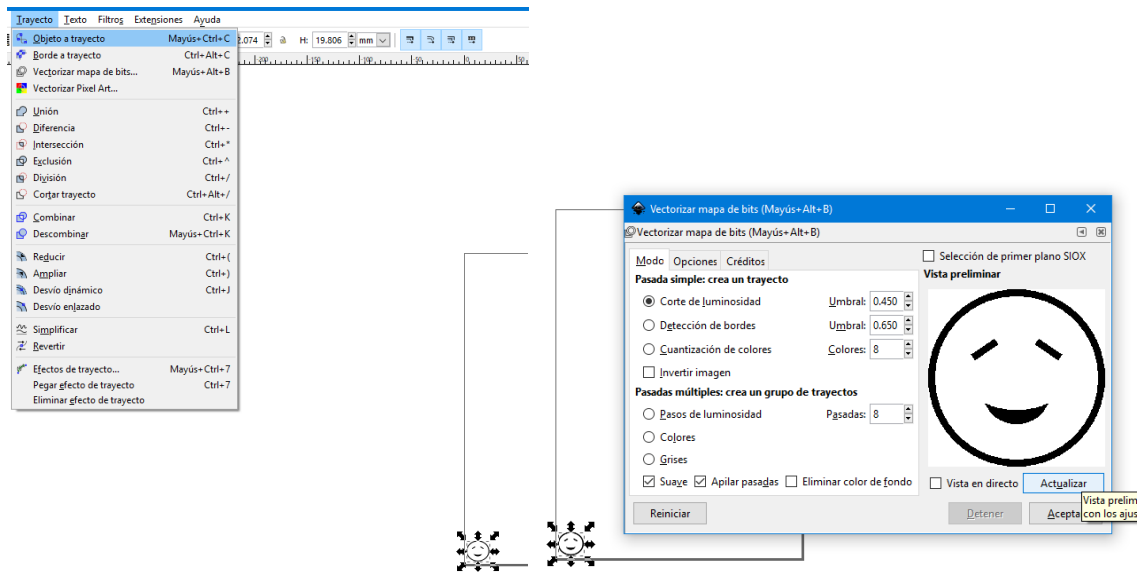 Trayecto Texto Filtros Extensiones Ayuda
Objeto a trayecto Mayús+Ctrl+C
2.074 H: 19.806 mm
Borde a trayecto Ctrl+Alt+C
Vectorizar mapa de bits... Mayús+Alt+B
Vectorizar Pixel Art...
Unión Ctrl++
Diferencia Ctrl+-
Intersección Ctrl+*
Exclusión Ctrl+^
División Ctrl+/
Cortar trayecto Ctrl+Alt+/
Combinar Ctrl+K
Descombinar Mayús+Ctrl+K
Reducir Ctrl+(
Ampliar Ctrl+)
Desvío dinámico Ctrl+J
Desvío enlazado
Simplificar Ctrl+L
Revertir
Efectos de trayecto... Mayús+Ctrl+7
Pegar efecto de trayecto Ctrl+7
Eliminar efecto de trayecto
Vectorizar mapa de bits (Mayús+Alt+B)
Vectorizar mapa de bits (Mayús+Alt+B)
Modo Opciones Créditos
Pasada simple: crea un trayecto
Corte de luminosidad Umbral: 0.450
Detección de bordes Umbral: 0.650
Cuantización de colores Colores: 8
Invertir imagen
Pasadas múltiples: crea un grupo de trayectos
Pasos de luminosidad Pasadas: 8
Colores
Grises
Suave Apilar pasadas Eliminar color de fondo
Selección de primer plano SIOX
Vista preliminar
Vista en directo Actualizar
Reiniciar Detener Acepta
Vista prelim
con los ajus